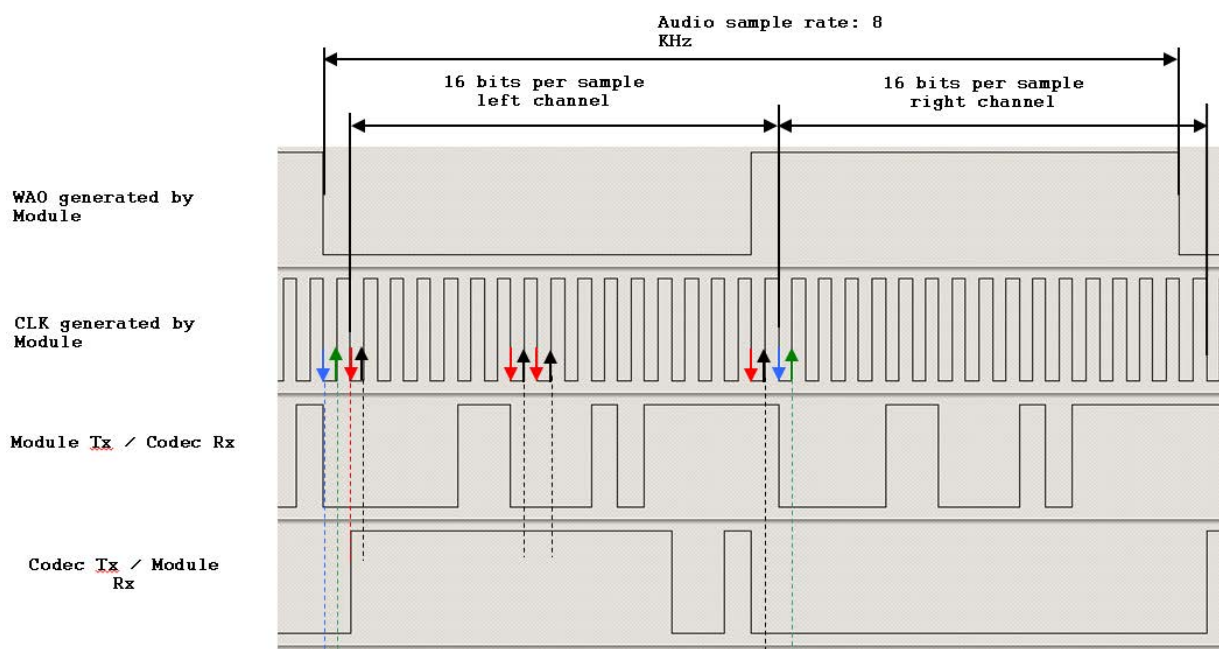 Audio sample rate: 8
KHz
16 bits per sample
left channel
16 bits per sample
right channel
WAO generated by
Module
CLK generated by
Module
Module Tx / Codec Rx
Codec Tx / Module
Rx